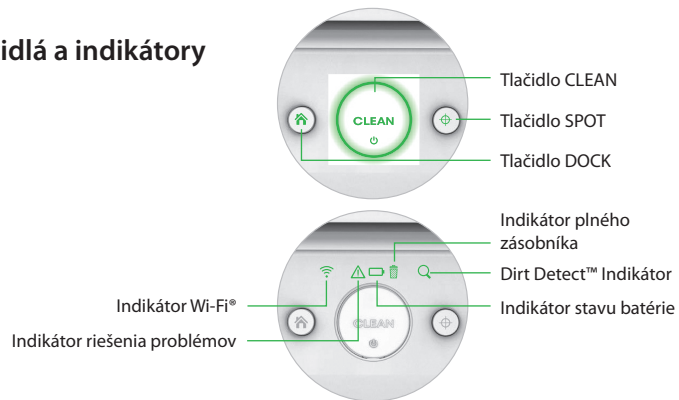 idlá a indikátory
CLEAN
Tlačidlo CLEAN
Tlačidlo SPOT
Tlačidlo DOCK
Indikátor plného
zásobníka
Dirt Detect™ Indikátor
Indikátor stavu batérie
Indikátor Wi-Fi®
Indikátor riešenia problémov
CLEAN